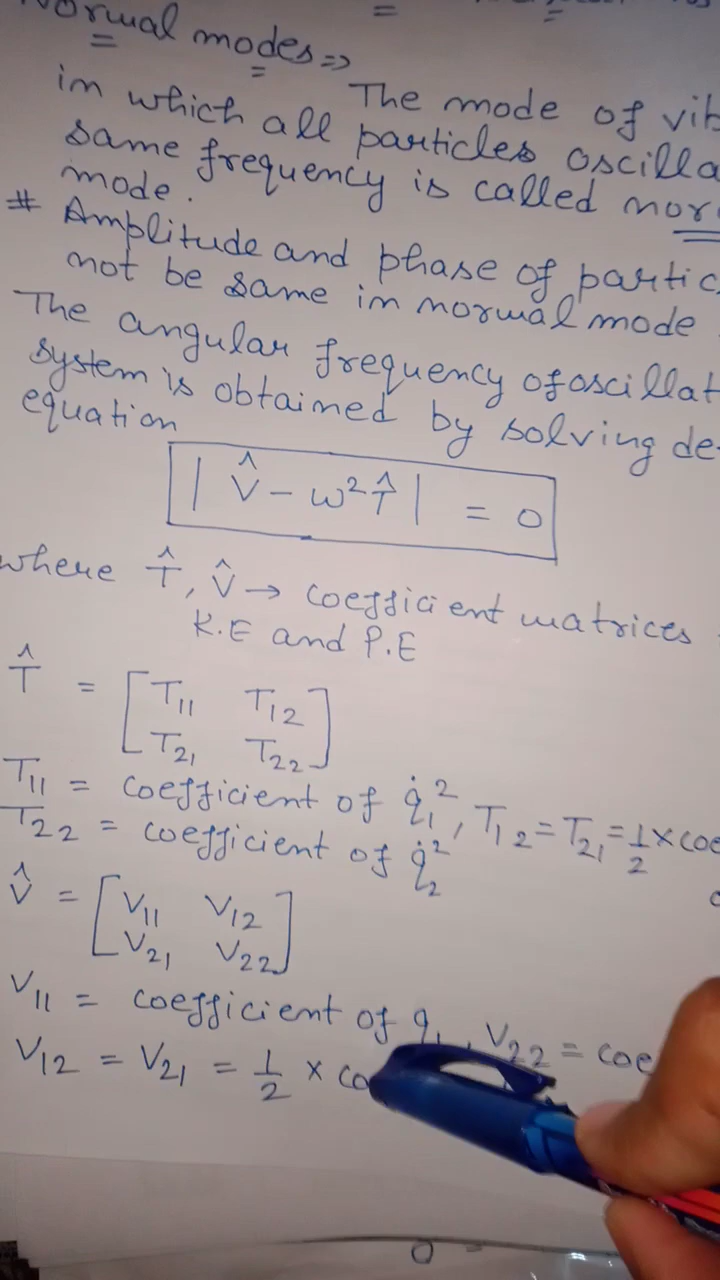 Normal modes ⇒
The mode of vib
in which all particles oscilla
same frequency is called nor
mode.
# Amplitude and phase of partic
not be same in normal mode.
The angular frequency of oscillat
system is obtained by solving de
equation
| V̂ - ω² T̂ | = 0
where T̂, V̂ → coefficient matrices
K.E and P.E
T̂ = [T₁₁ T₁₂
T₂₁ T₂₂]
T₁₁ = coefficient of q̇₁², T₁₂ = T₂₁ = 1/2 × coe
T₂₂ = coefficient of q̇₂²
V̂ = [V₁₁ V₁₂
V₂₁ V₂₂]
V₁₁ = coefficient of q₁, V₂₂ = coe
V₁₂ = V₂₁ = 1/2 × co